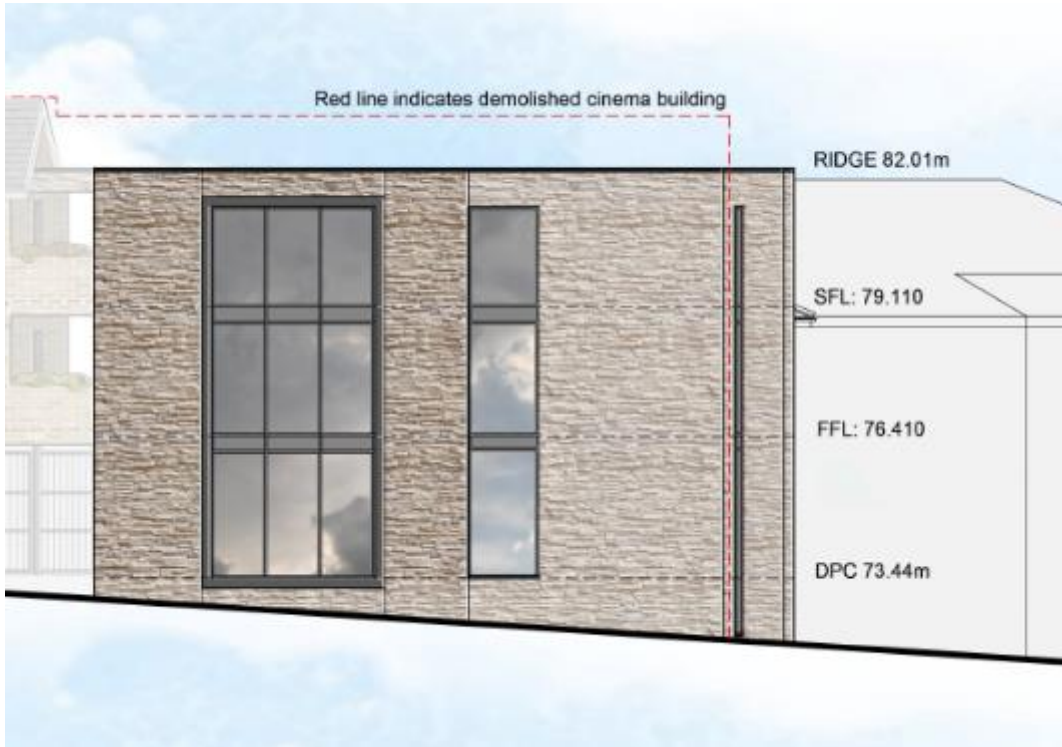 Red line indicates demolished cinema building
RIDGE 82.01m
SFL: 79.110
FFL: 76.410
DPC 73.44m